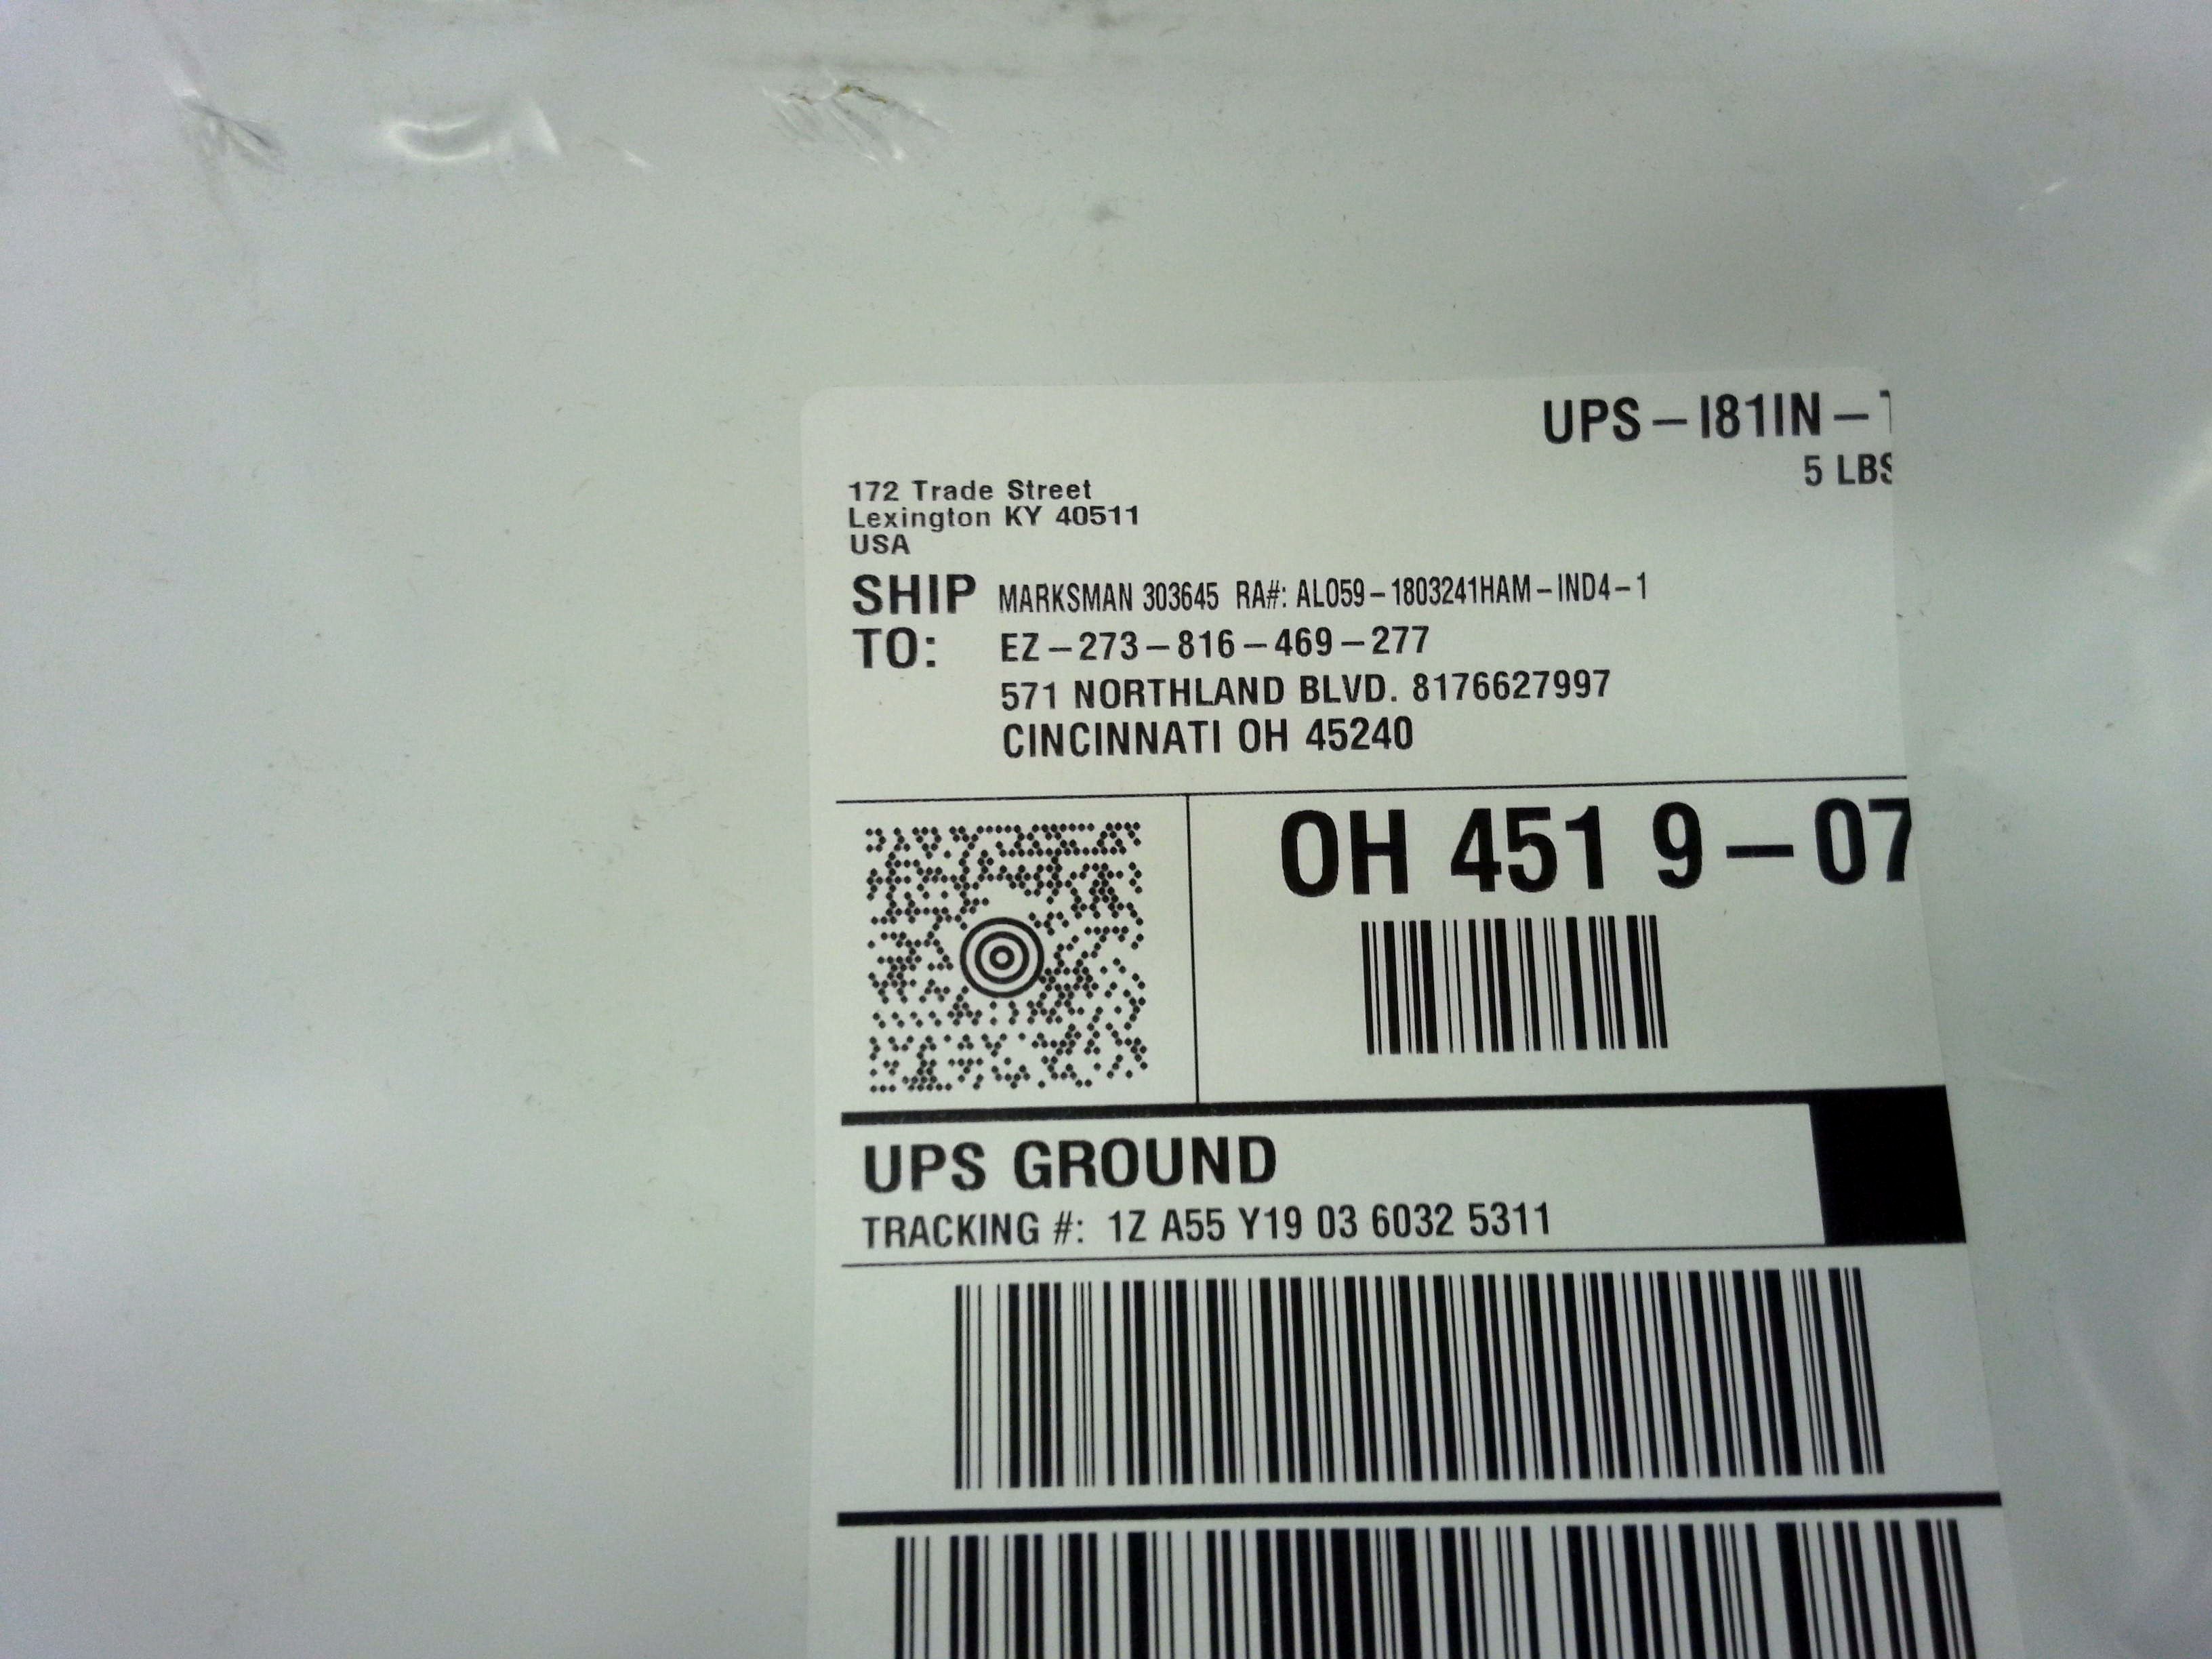 UPS-I81IN-
5 LBS
172 Trade Street
Lexington KY 40511
USA
SHIP TO:
MARKSMAN 303645 RA#: ALO59-1803241HAM-IND4-1
EZ-273-816-469-277
571 NORTHLAND BLVD. 8176627997
CINCINNATI OH 45240
OH 451 9-07
UPS GROUND
TRACKING #: 1Z A55 Y19 03 6032 5311